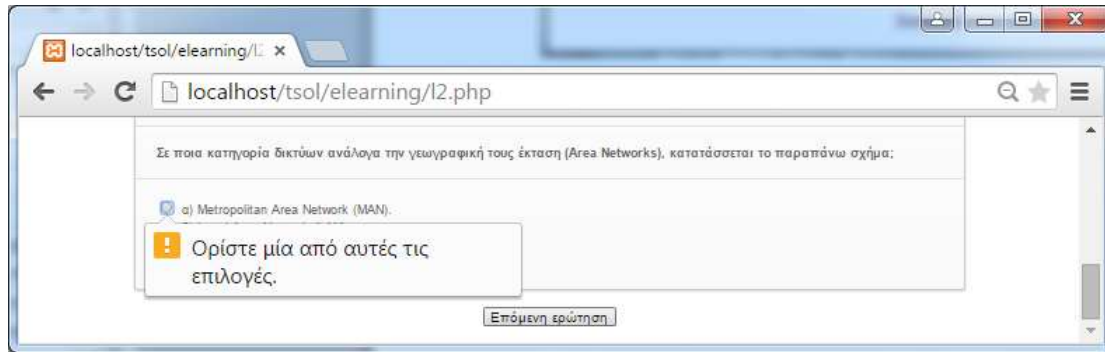 localhost/tsol/elearning/l2
localhost/tsol/elearning/l2.php
Σε ποια κατηγορία δικτύων ανάλογα την γεωγραφική τους έκταση (Area Networks), κατατάσσεται το παραπάνω σχήμα;
α) Metropolitan Area Network (MAN).
Ορίστε μία από αυτές τις
επιλογές.
Επόμενη ερώτηση